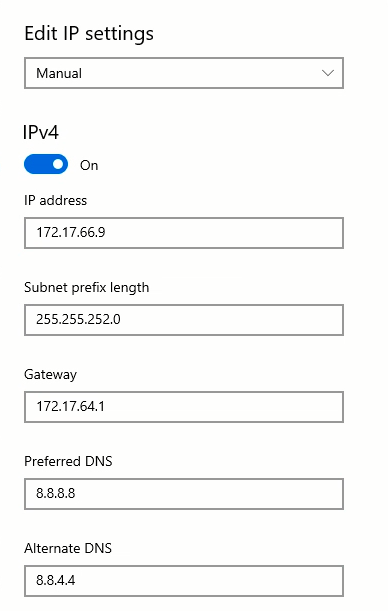 Edit IP settings
Manual
IPv4
On
IP address
172.17.66.9
Subnet prefix length
255.255.252.0
Gateway
172.17.64.1
Preferred DNS
8.8.8.8
Alternate DNS
8.8.4.4